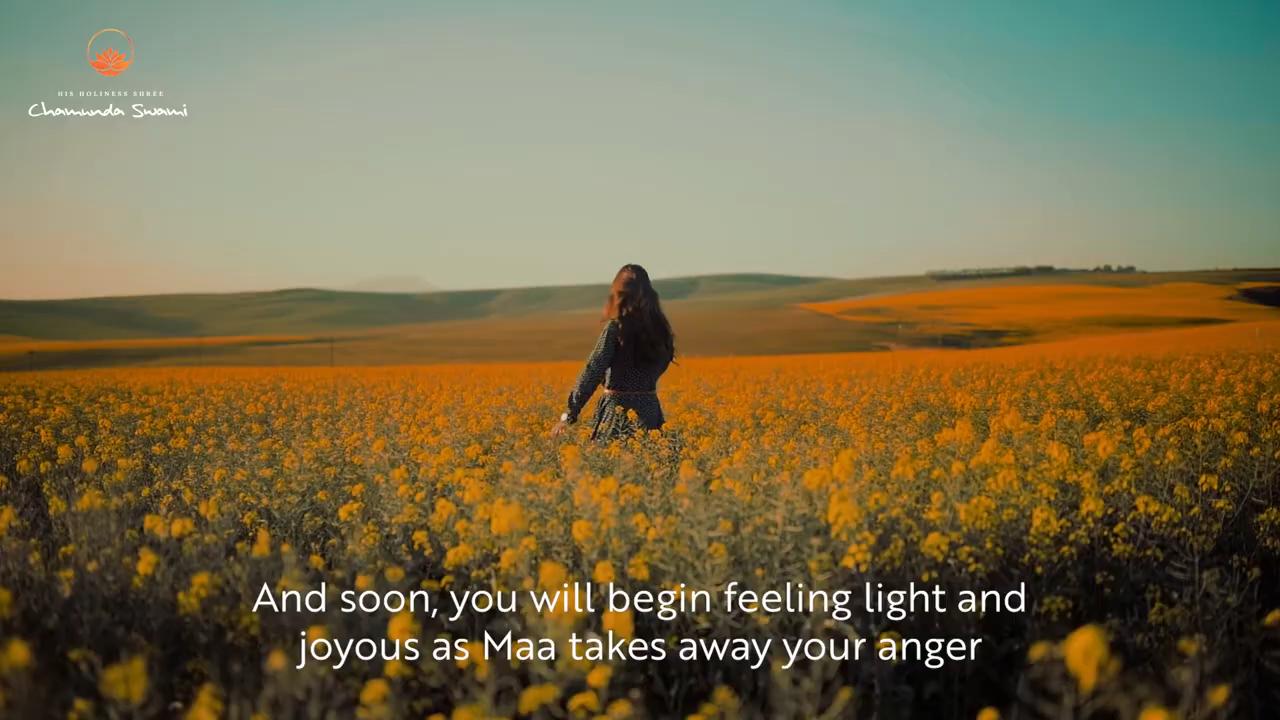 HIS HOLINESS SHREE
Chamunda Swami
And soon, you will begin feeling light and
joyous as Maa takes away your anger